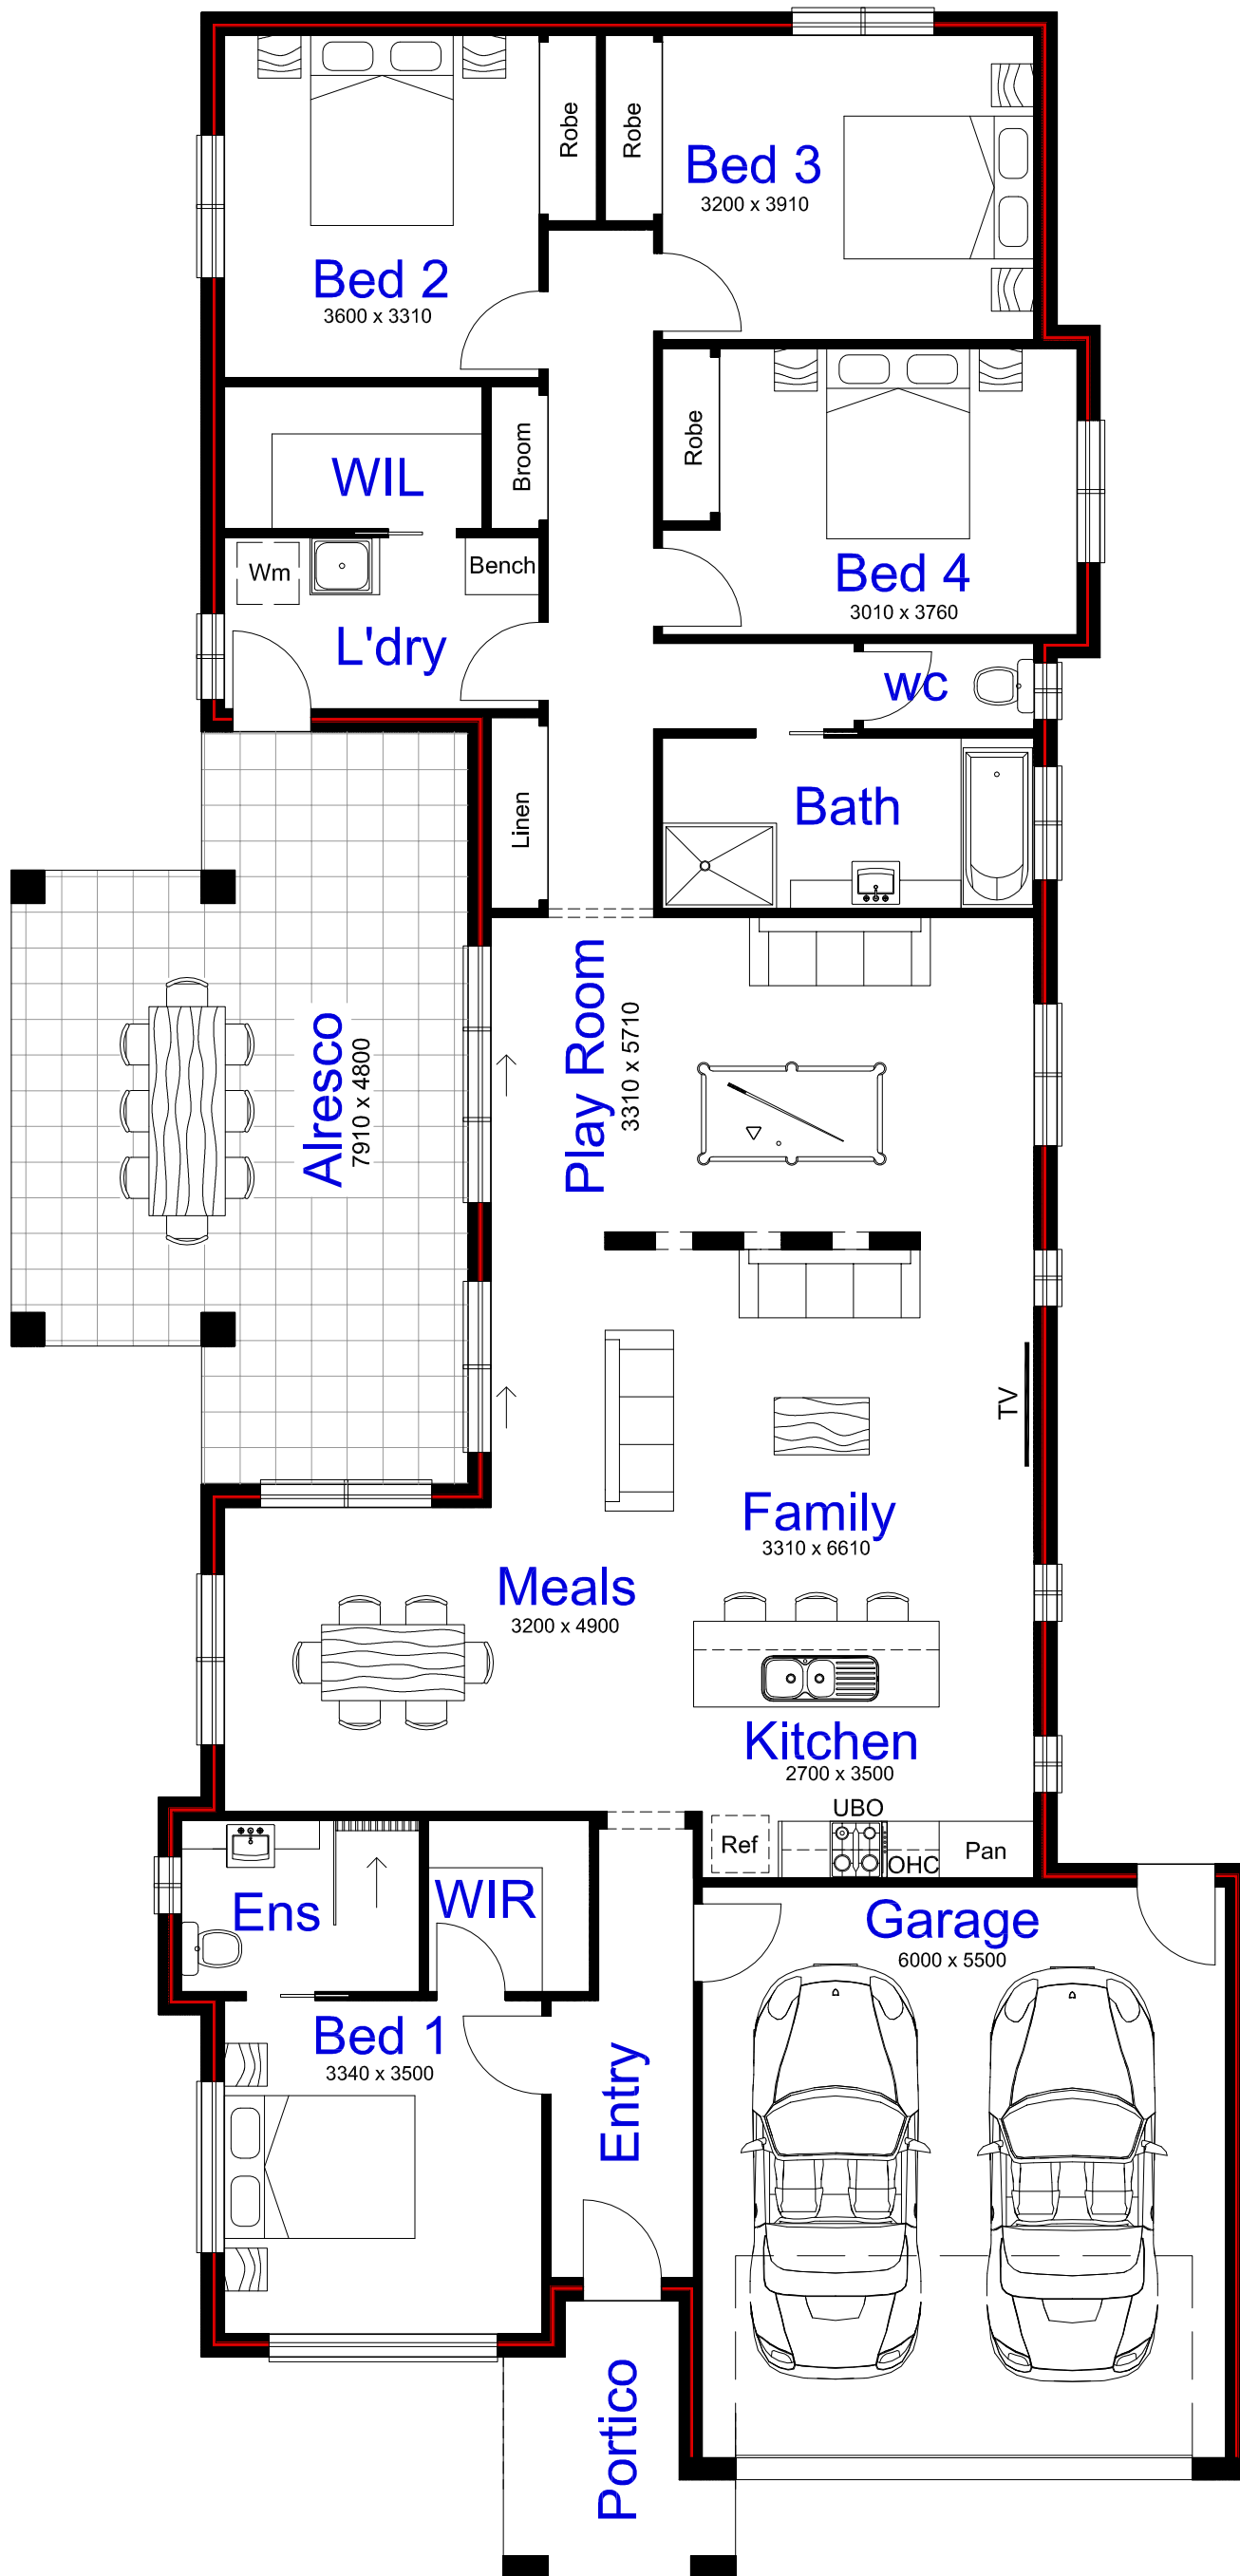 Robe
Robe
Bed 3
3200 x 3910
Bed 2
3600 x 3310
Robe
Broom
WIL
Wm
Bench
Bed 4
3010 x 3760
L'dry
wc
Linen
Bath
Alresco
7910 x 4800
Play Room
3310 x 5710
TV
Family
3310 x 6610
Meals
3200 x 4900
Kitchen
2700 x 3500
UBO
Ref
OHC
Pan
Ens
WIR
Garage
6000 x 5500
Bed 1
3340 x 3500
Entry
Portico